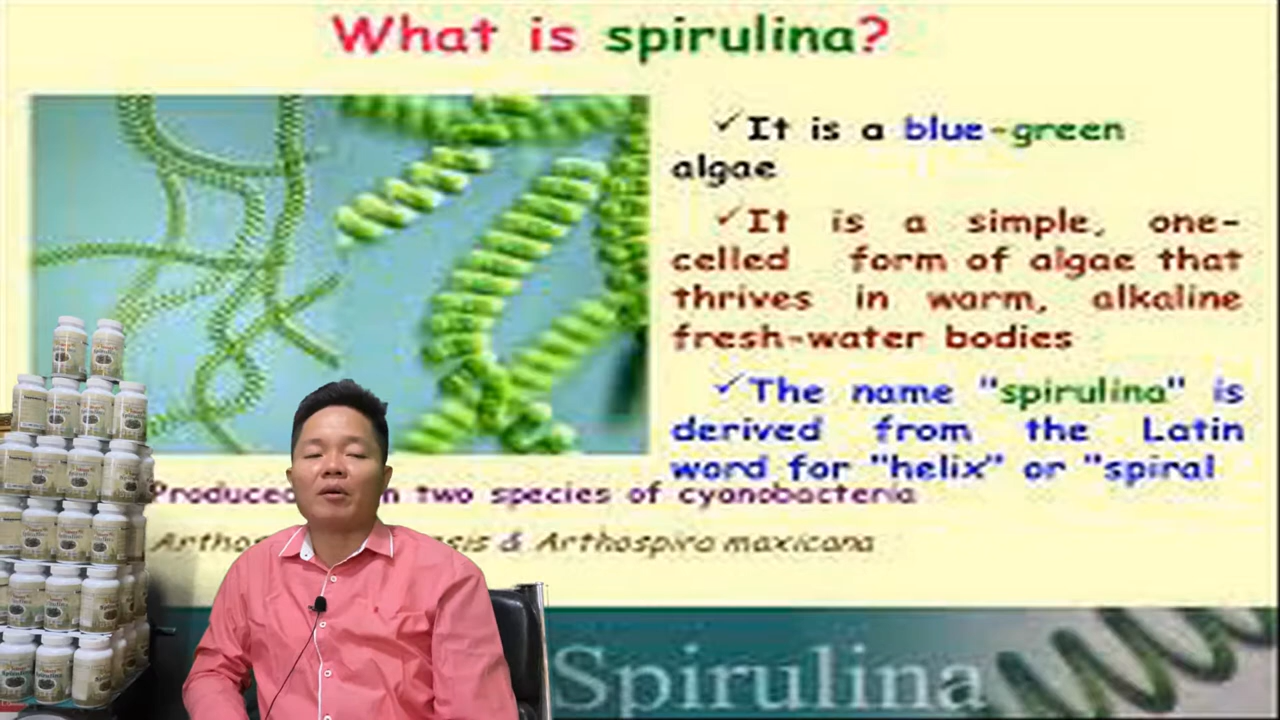 What is spirulina?
✓It is a blue-green
algae
✓It is a simple, one-
celled form of algae that
thrives in warm, alkaline
fresh-water bodies
✓The name "spirulina" is
derived from the Latin
word for "helix" or "spiral
two species of cyanobacteria
& Arthospira maxicana
Spirulina